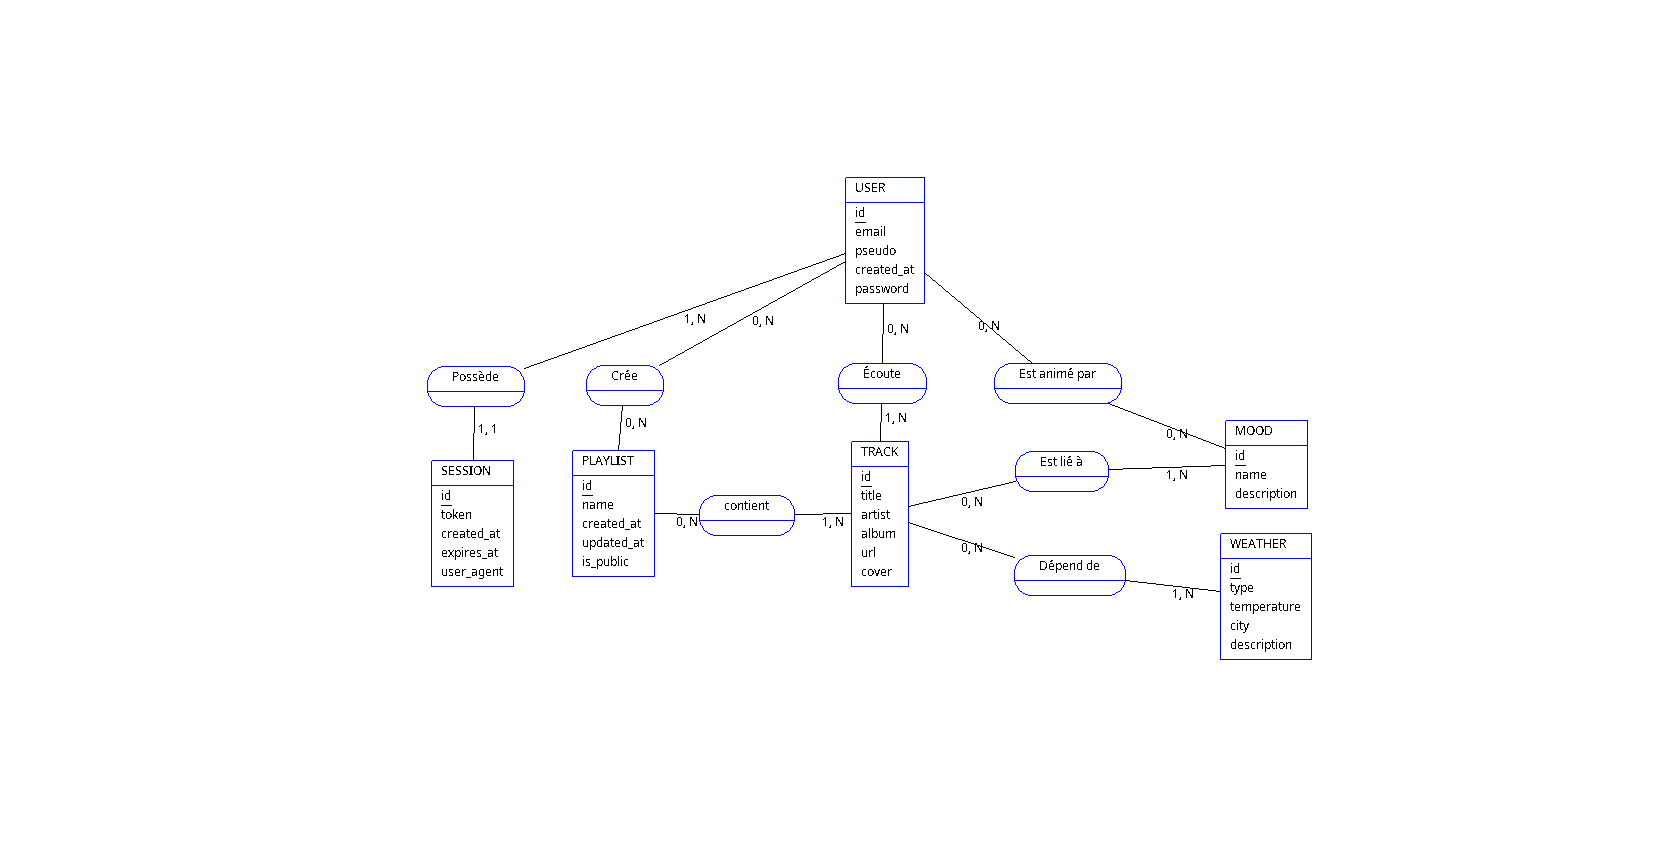 USER
id
email
pseudo
created_at
password
1, N
0, N
0, N
0, N
Possède
Crée
Écoute
Est animé par
1, 1
0, N
1, N
0, N
SESSION
id
token
created_at
expires_at
user_agent
PLAYLIST
id
name
created_at
updated_at
is_public
0, N
contient
1, N
TRACK
id
title
artist
album
url
cover
0, N
Est lié à
1, N
MOOD
id
name
description
0, N
Dépend de
1, N
WEATHER
id
type
temperature
city
description